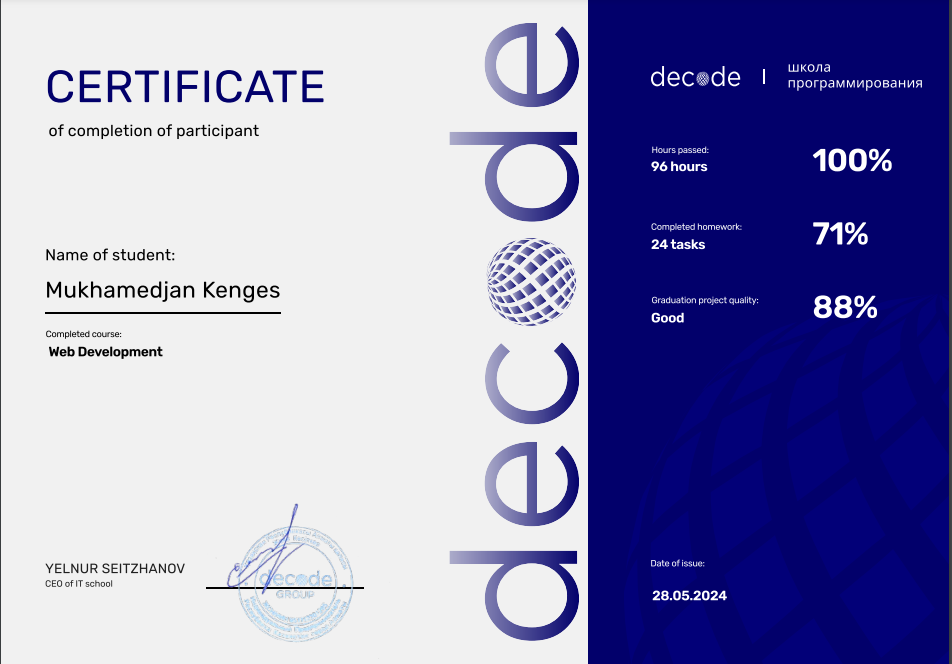 CERTIFICATE
of completion of participant
Name of student:
Mukhamedjan Kenges
Completed course:
Web Development
YELNUR SEITZHANOV
CEO of IT school
decode
GROUP
decode
decode
школа
программирования
Hours passed:
96 hours
100%
Completed homework:
24 tasks
71%
Graduation project quality:
Good
88%
Date of issue:
28.05.2024